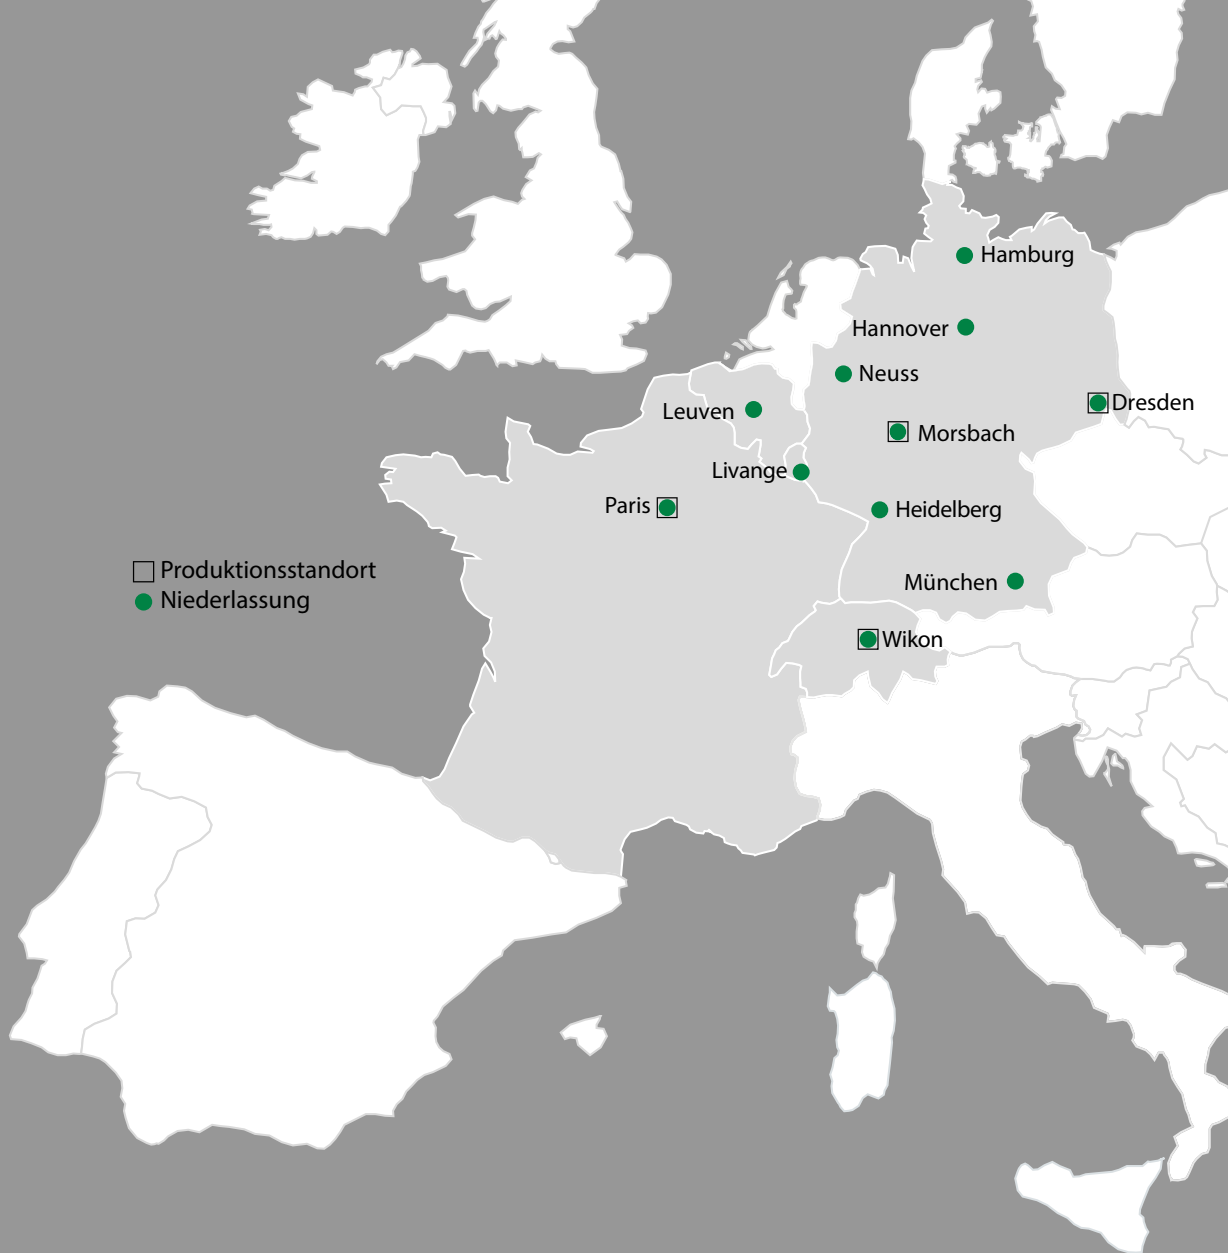 Hamburg
Hannover
Neuss
Dresden
Leuven
Morsbach
Livange
Paris
Heidelberg
Produktionsstandort
München
Niederlassung
Wikon